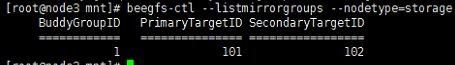 [root@node3 mnt]# beegfs-ctl --listmirrorgroups --nodetype=storage
BuddyGroupID PrimaryTargetID SecondaryTargetID
============ =============== =================
1 101 102
[root@node3 mnt]#